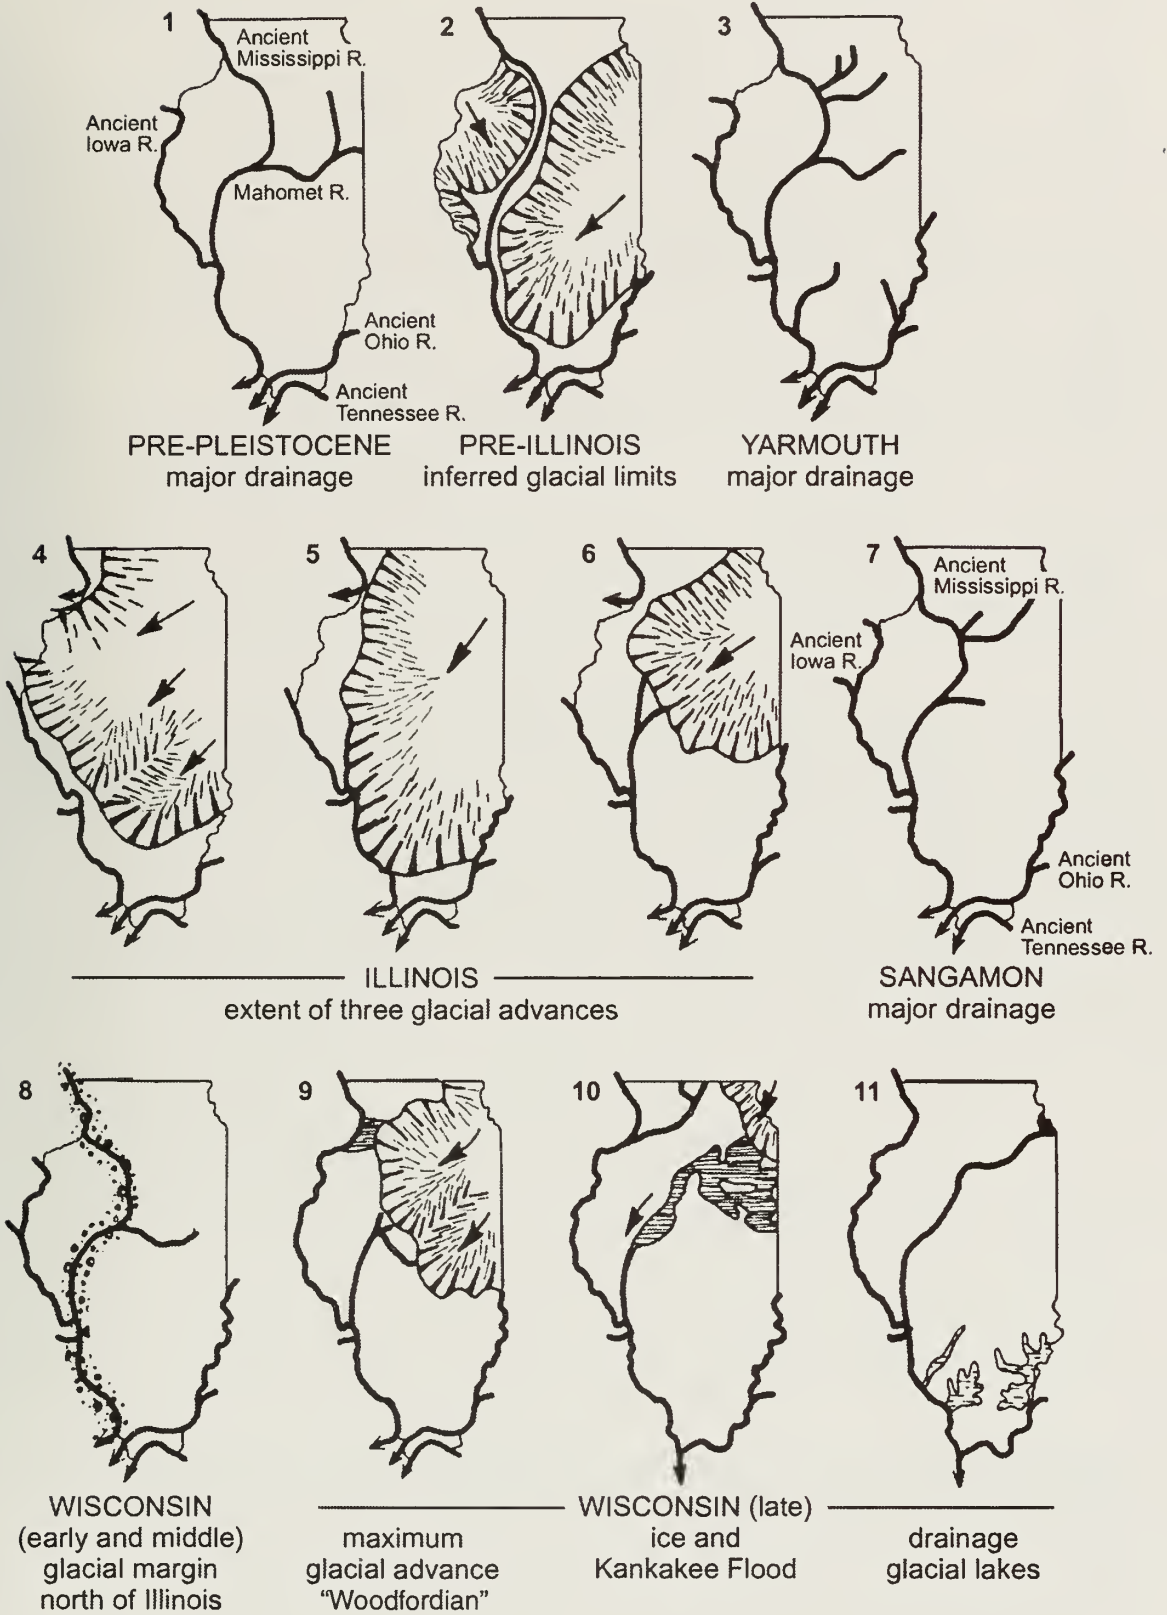 1
Ancient
Mississippi R.
Ancient
Iowa R.
Mahomet R.
Ancient
Ohio R.
Ancient
Tennessee R.
PRE-PLEISTOCENE
major drainage
2
PRE-ILLINOIS
inferred glacial limits
3
YARMOUTH
major drainage
4
5
6
ILLINOIS
extent of three glacial advances
7
Ancient
Mississippi R.
Ancient
Iowa R.
Ancient
Ohio R.
Ancient
Tennessee R.
SANGAMON
major drainage
8
WISCONSIN
(early and middle)
glacial margin
north of Illinois
9
10
11
WISCONSIN (late)
maximum
glacial advance
“Woodfordian”
ice and
Kankakee Flood
drainage
glacial lakes